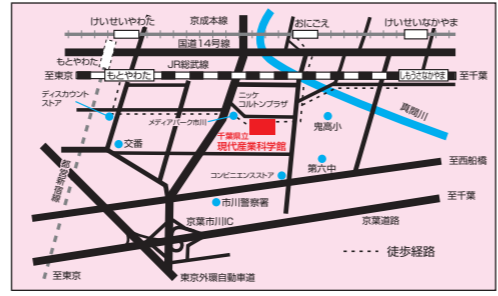 けいせいやわた
京成本線
おにごえ
けいせいなかやま
国道14号線
もとやわた
JR総武線
至東京
もとやわた
しもうさなかやま
至千葉
ディスカウント
ストア
ニッケ
コルトンプラザ
真間川
メディアパーク市川
千葉県立
現代産業科学館
鬼高小
交番
コンビニエンスストア
第六中
至西船橋
都営新宿線
市川警察署
至千葉
京葉市川IC
京葉道路
徒歩経路
至東京
東京外環自動車道